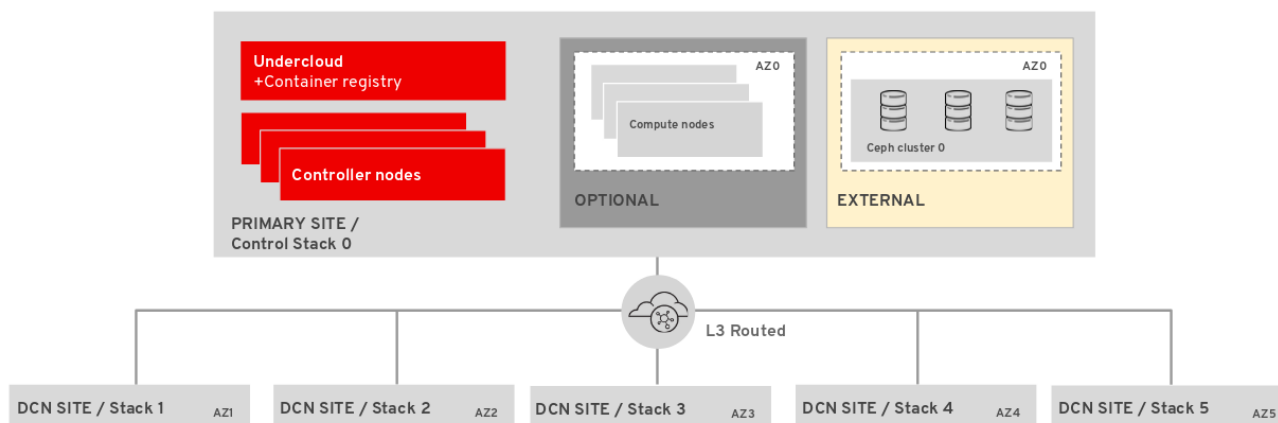 Undercloud
+Container registry
Controller nodes
PRIMARY SITE /
Control Stack 0
AZ0
Compute nodes
OPTIONAL
AZ0
Ceph cluster 0
EXTERNAL
L3 Routed
DCN SITE / Stack 1
AZ1
DCN SITE / Stack 2
AZ2
DCN SITE / Stack 3
AZ3
DCN SITE / Stack 4
AZ4
DCN SITE / Stack 5
AZ5